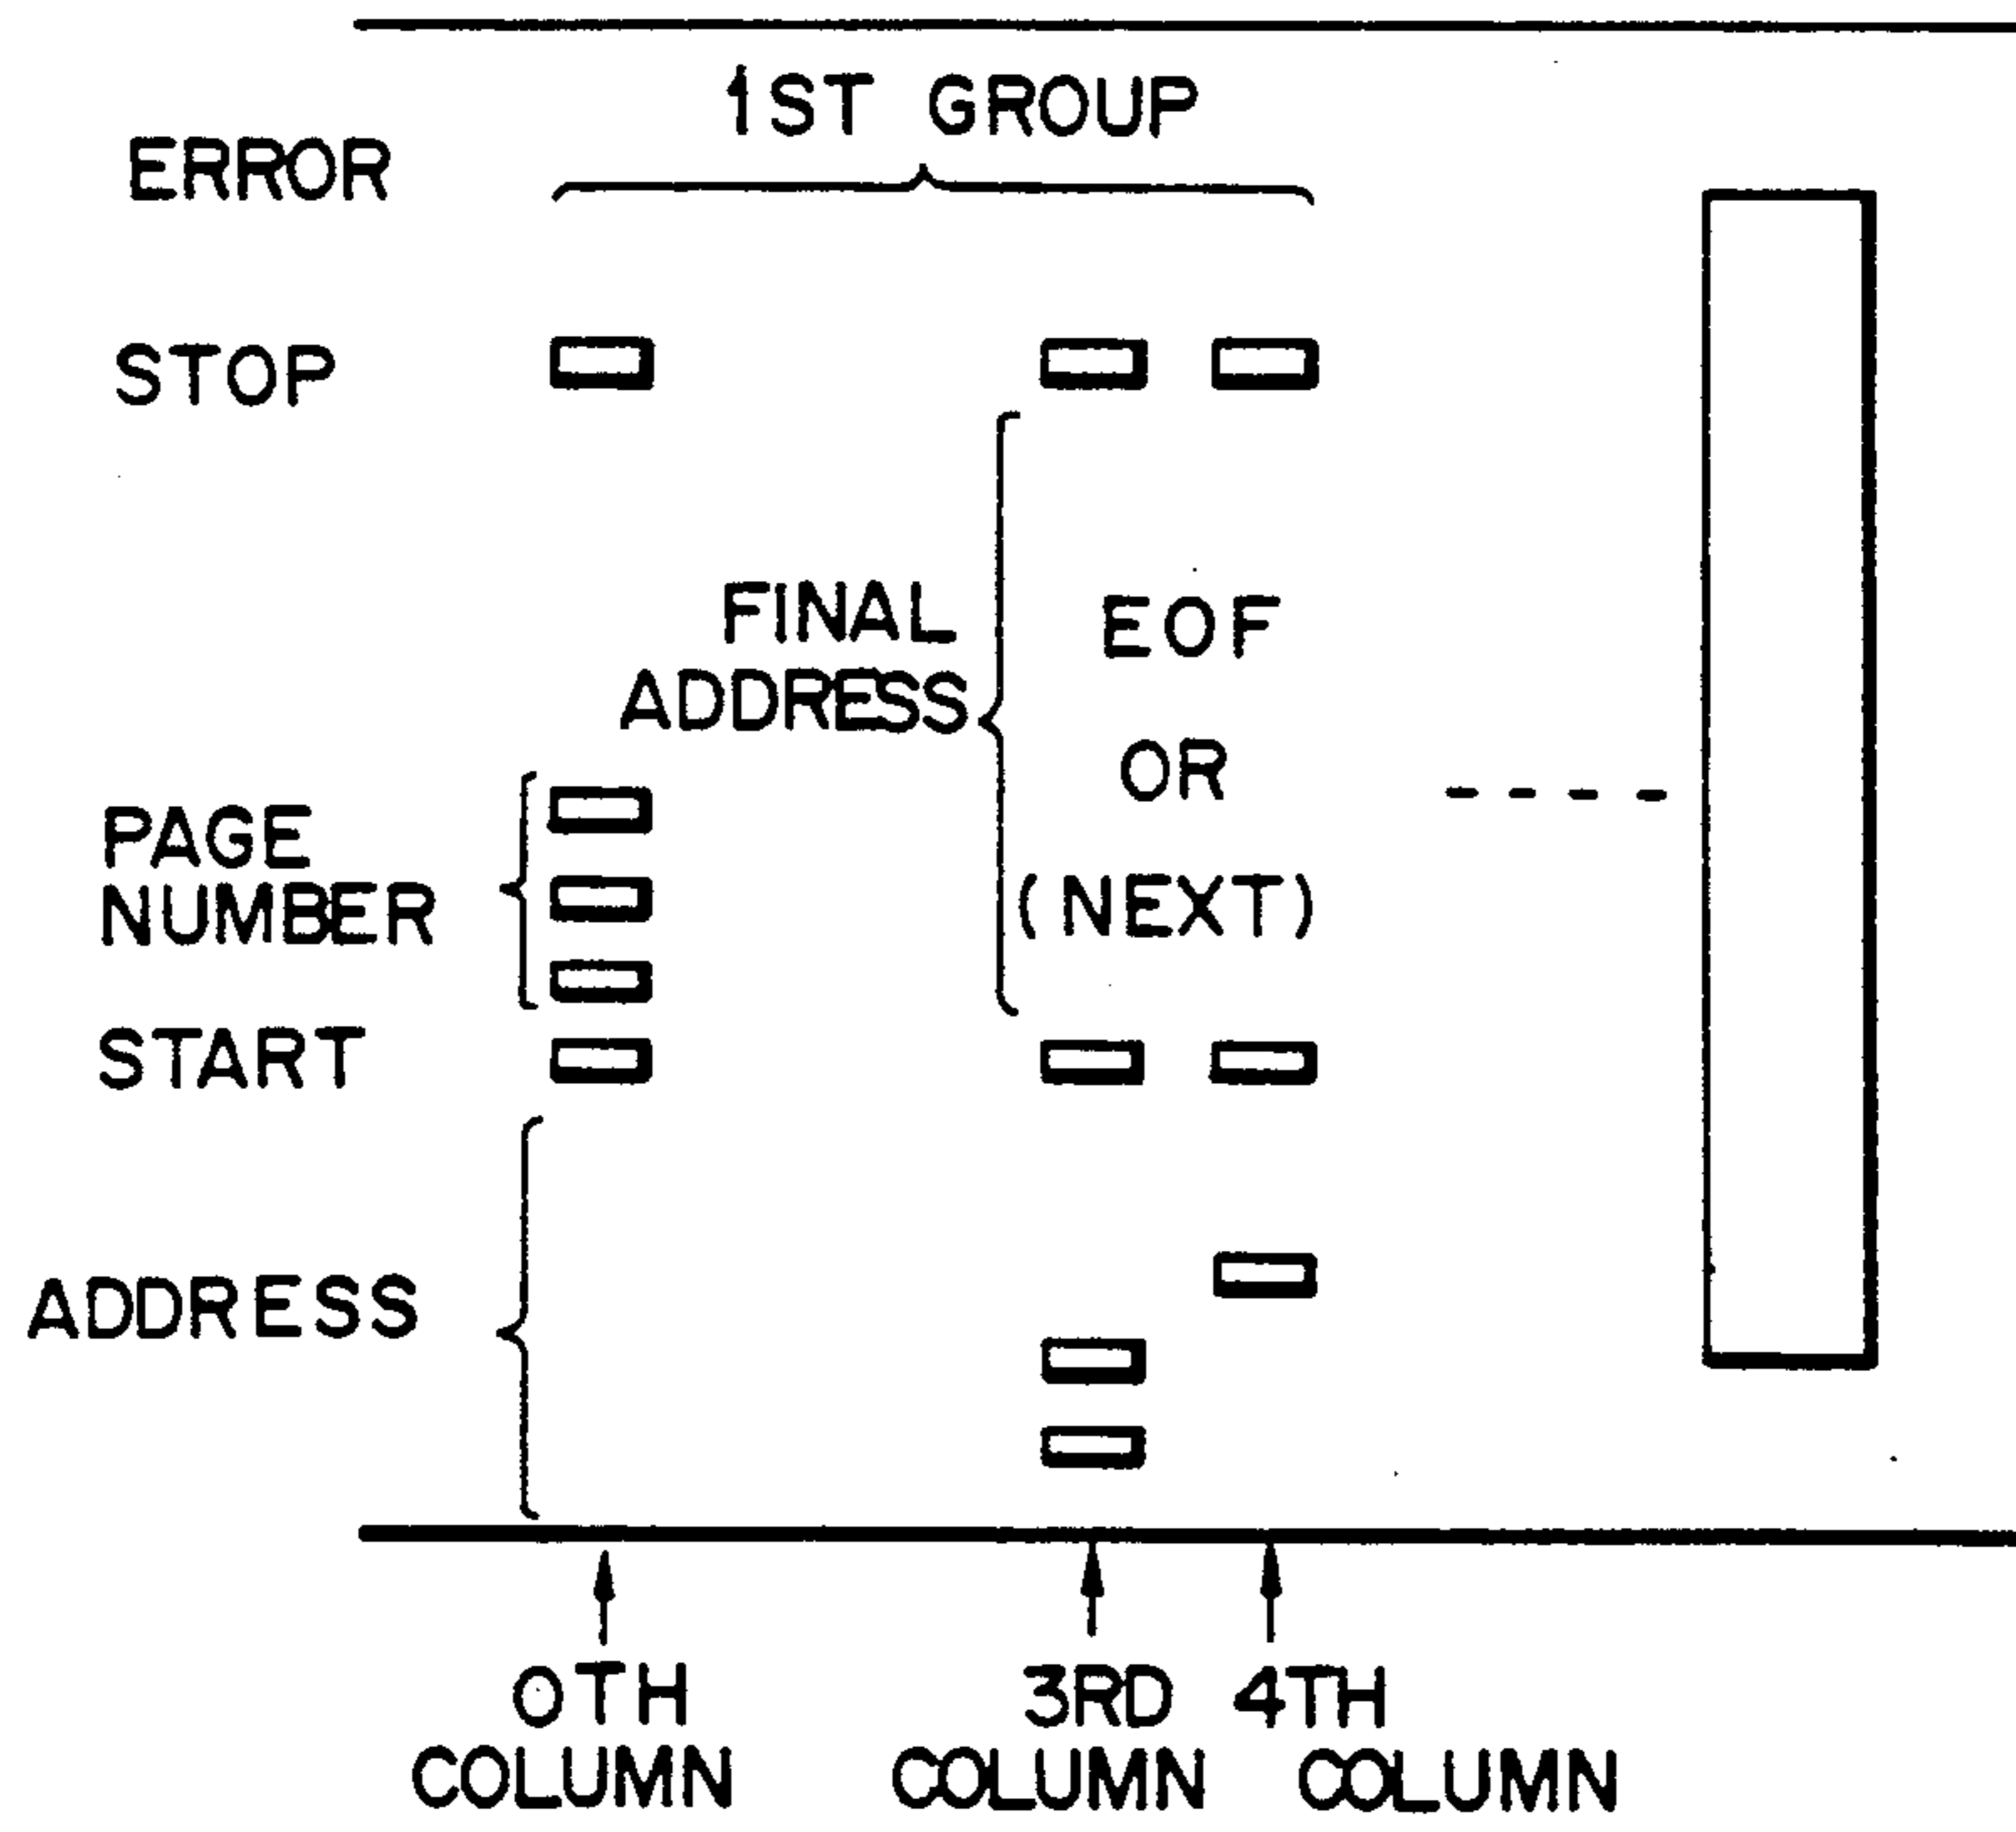 1ST GROUP
ERROR
STOP
FINAL
ADDRESS
EOF
OR
(NEXT)
PAGE
NUMBER
START
ADDRESS
0TH
COLUMN
3RD
COLUMN
4TH
COLUMN